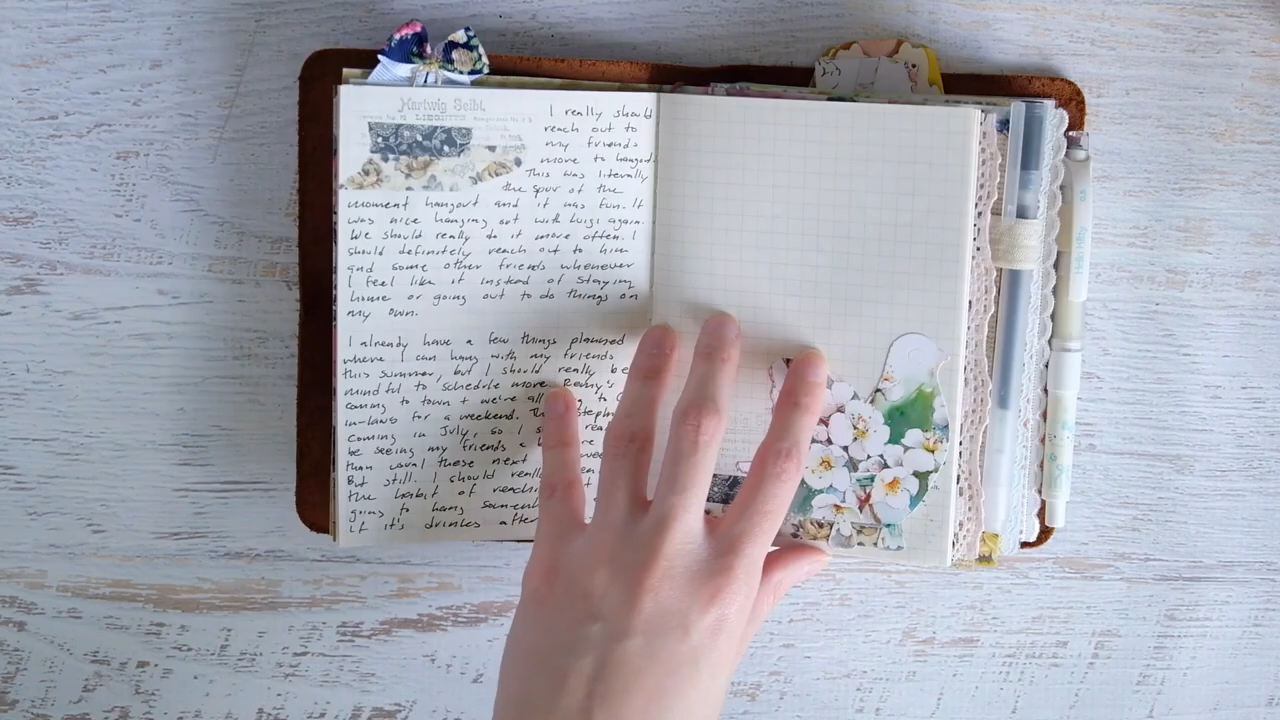 Hartwig Seibt,
LIEGNITZ
I really should
reach out to
my friends
more to hangout.
This was literally
the spur of the
moment hangout and it was fun. It
was nice hanging out with Luigi again.
We should really do it more often. I
should definitely reach out to him
and some other friends whenever
I feel like it instead of staying
home or going out to do things on
my own.
I already have a few things planned
where I can hang with my friends
this summer, but I should really be
mindful to schedule more. Remy's
coming to town + we're all to
in-laws for a weekend.
coming in July, so I
be seeing my friends a
than usual these next
But still. I should really
the habit of
going to hang
if it's drinks after